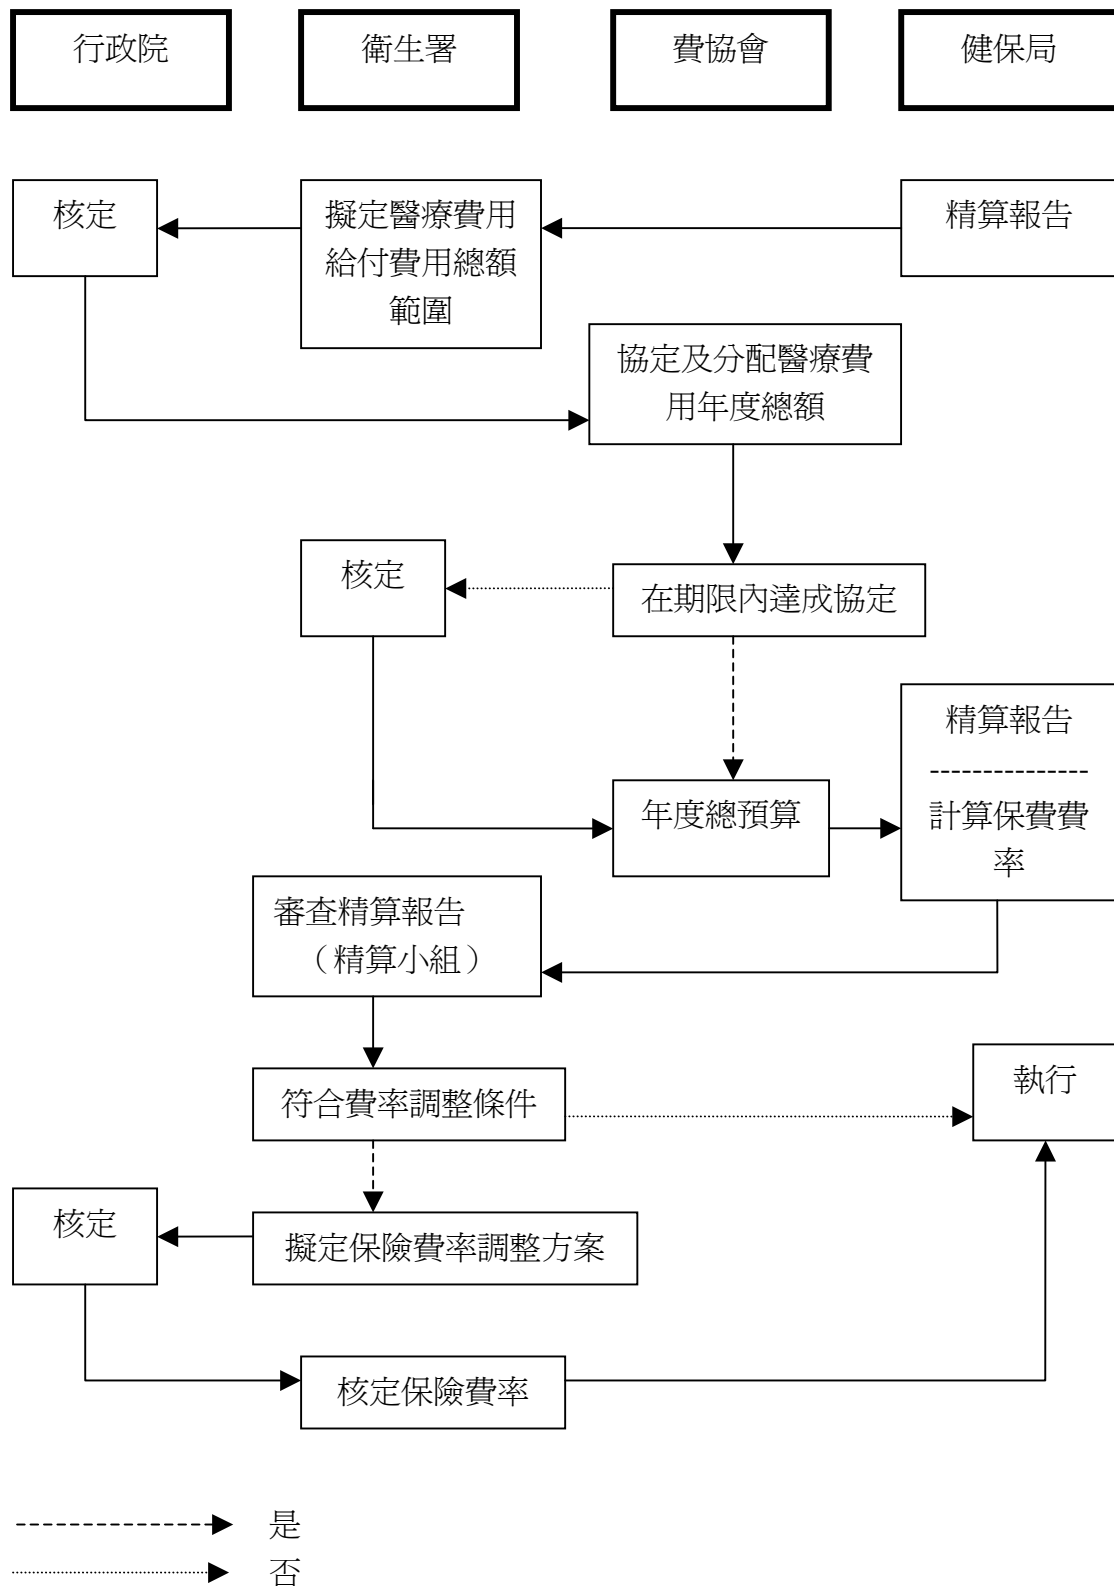 行政院
衛生署
費協會
健保局
核定
擬定醫療費用
給付費用總額
範圍
精算報告
協定及分配醫療費
用年度總額
核定
在期限內達成協定
精算報告
計算保費費
率
年度總預算
審查精算報告
（精算小組）
符合費率調整條件
執行
核定
擬定保險費率調整方案
核定保險費率
是
否